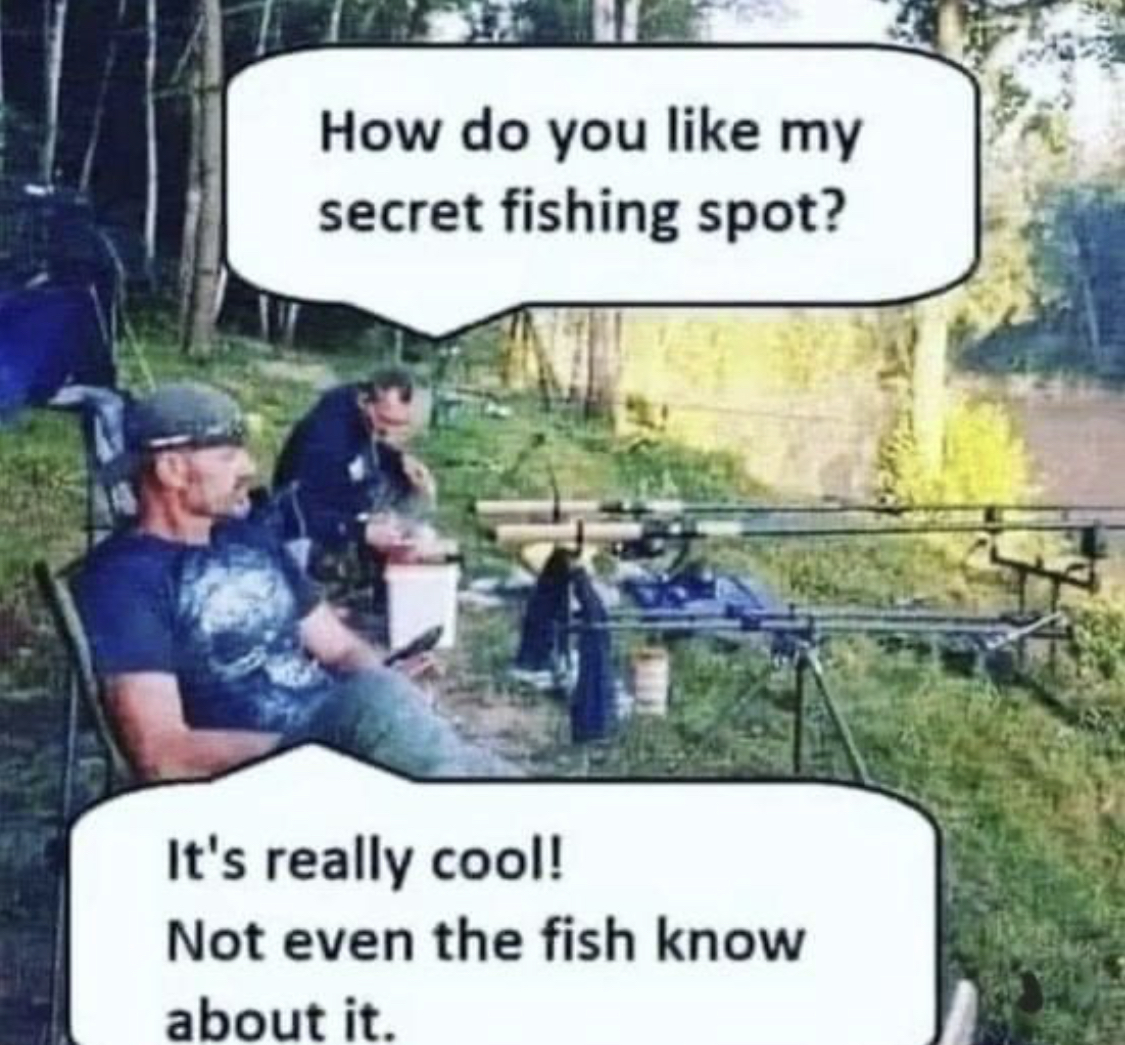 How do you like my
secret fishing spot?
It's really cool!
Not even the fish know
about it.